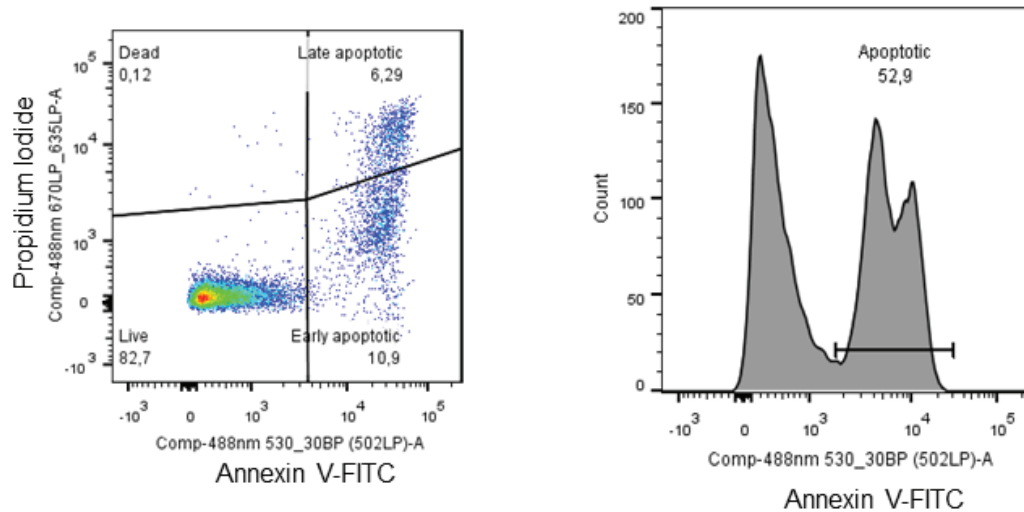 Dead
0,12
Late apoptotic
6,29
Live
82,7
Early apoptotic
10,9
Propidium Iodide
Comp-488nm 670LP_635LP-A
10^5
10^4
10^3
0
-10^3
-10^3 0 10^3 10^4 10^5
Comp-488nm 530_30BP (502LP)-A
Annexin V-FITC
Apoptotic
52,9
Count
200
150
100
50
0
-10^3 0 10^3 10^4 10^5
Comp-488nm 530_30BP (502LP)-A
Annexin V-FITC